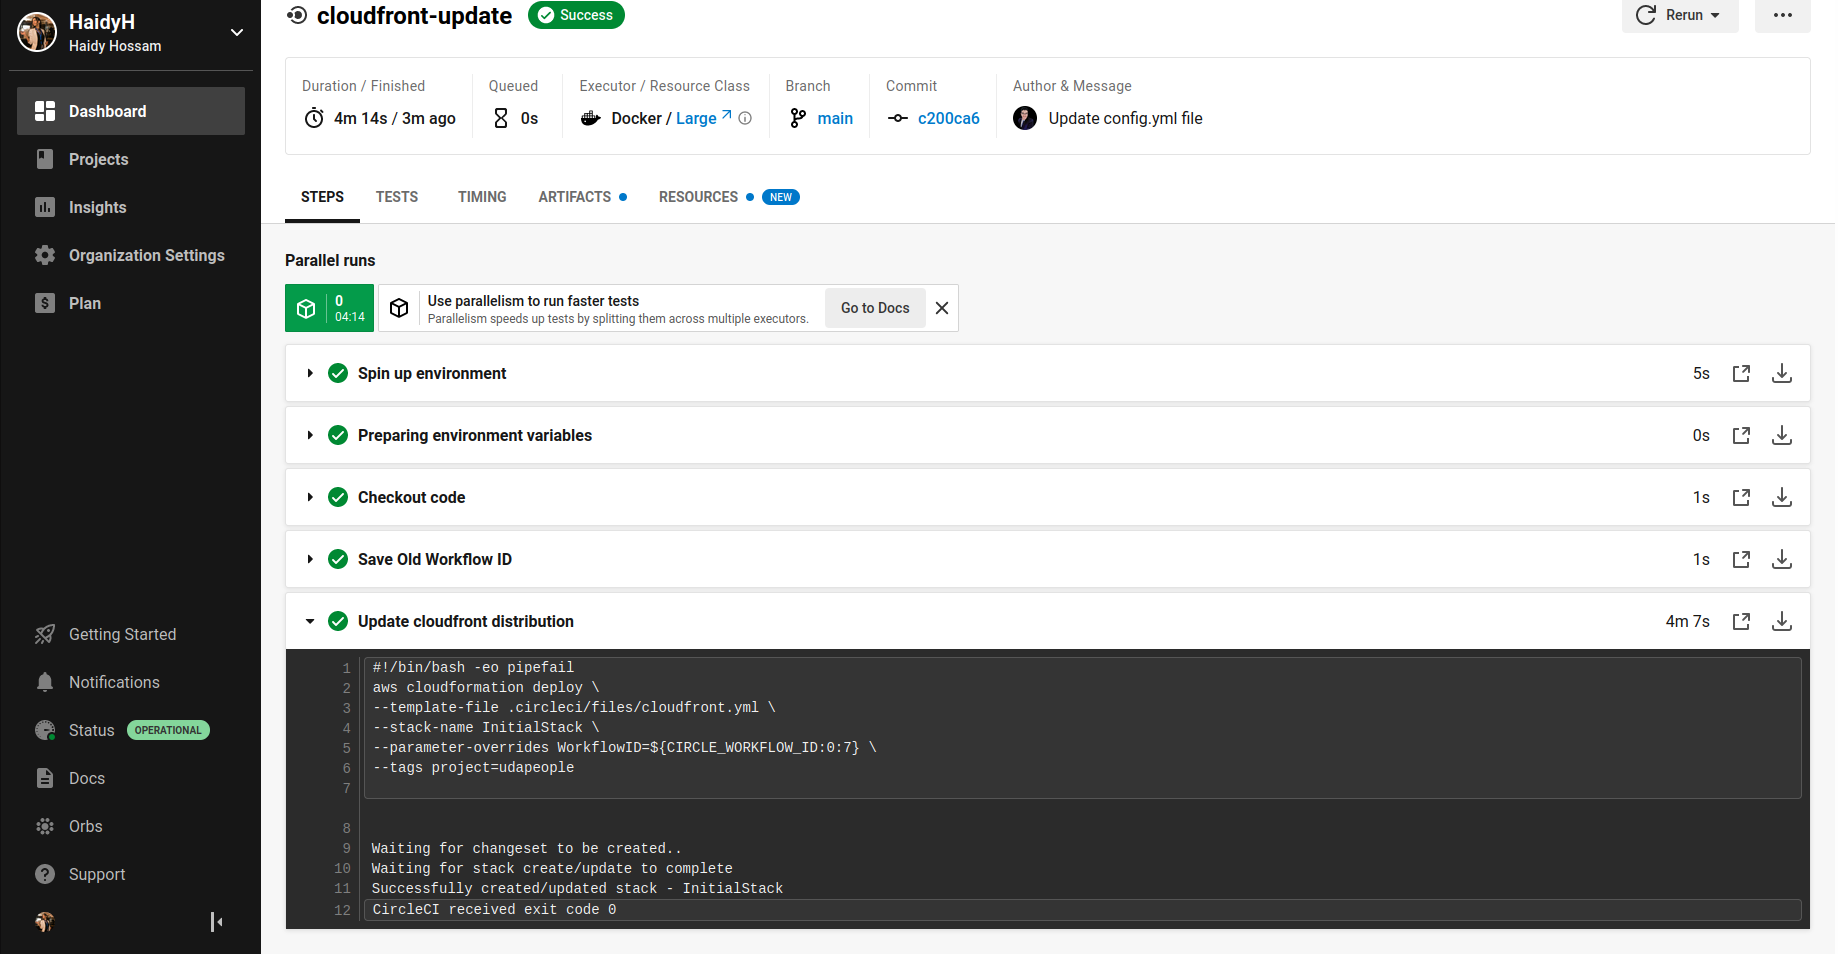 HaidyH
Haidy Hossam
Dashboard
Projects
Insights
Organization Settings
$ Plan
Getting Started
Notifications
Status OPERATIONAL
Docs
Orbs
? Support
cloudfront-update Success
Rerun
Duration / Finished
4m 14s / 3m ago
Queued
0s
Executor / Resource Class
Docker / Large
Branch
main
Commit
c200ca6
Author & Message
Update config.yml file
STEPS TESTS TIMING ARTIFACTS RESOURCES NEW
Parallel runs
0
04:14
Use parallelism to run faster tests
Parallelism speeds up tests by splitting them across multiple executors.
Go to Docs
Spin up environment 5s
Preparing environment variables 0s
Checkout code 1s
Save Old Workflow ID 1s
Update cloudfront distribution 4m 7s
1 #!/bin/bash -eo pipefail
2 aws cloudformation deploy \
3 --template-file .circleci/files/cloudfront.yml \
4 --stack-name InitialStack \
5 --parameter-overrides WorkflowID=${CIRCLE_WORKFLOW_ID:0:7} \
6 --tags project=udapeople
7
8
9 Waiting for changeset to be created..
10 Waiting for stack create/update to complete
11 Successfully created/updated stack - InitialStack
12 CircleCI received exit code 0